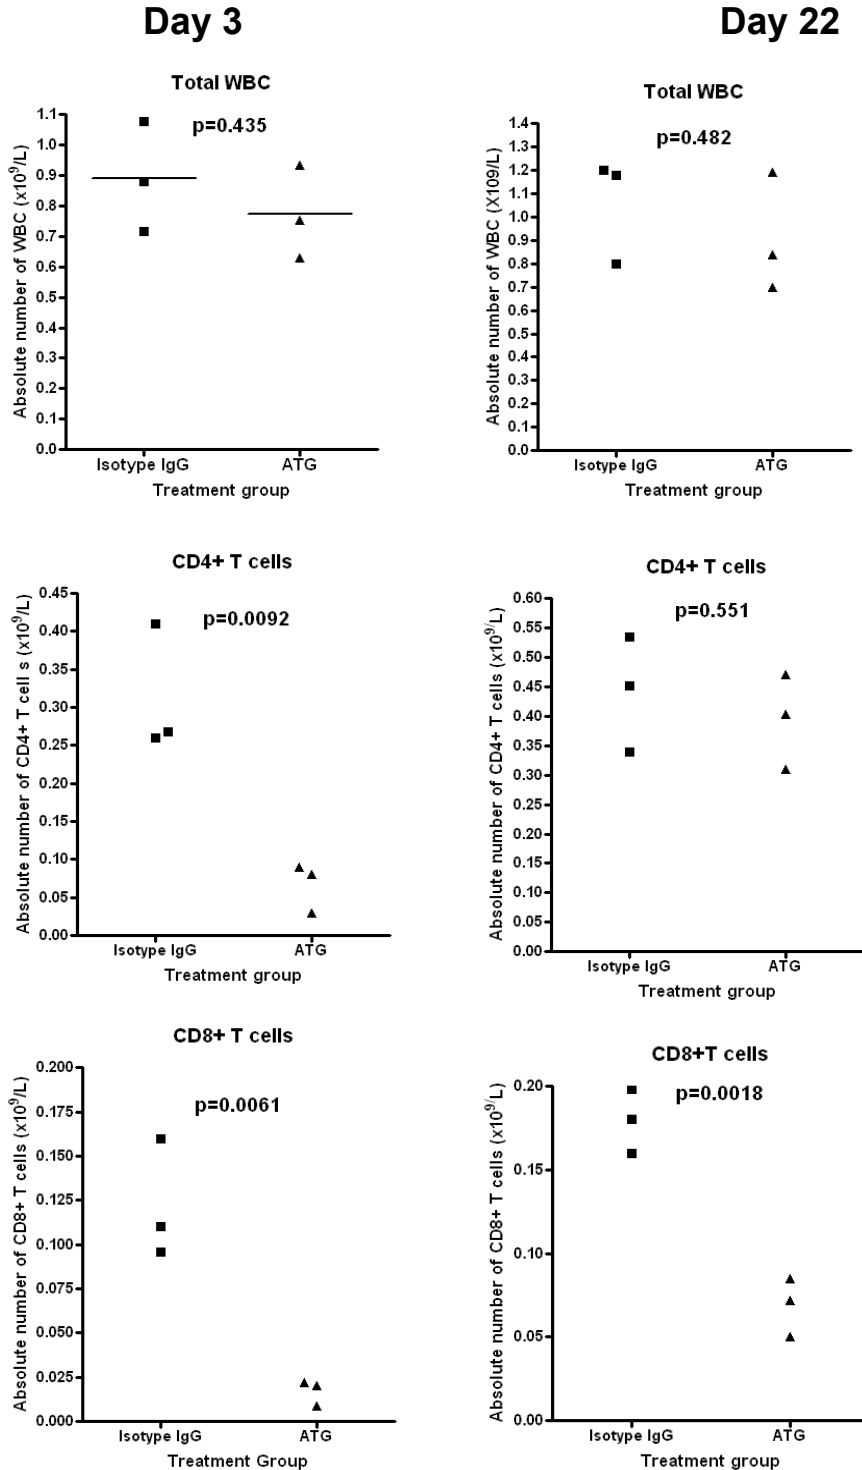 Day 3
Day 22
Total WBC
p=0.435
Absolute number of WBC (x10⁹/L)
1.1
1.0
0.9
0.8
0.7
0.6
0.5
0.4
0.3
0.2
0.1
0.0
Isotype IgG
ATG
Treatment group
Total WBC
p=0.482
Absolute number of WBC (X109/L)
1.4
1.3
1.2
1.1
1.0
0.9
0.8
0.7
0.6
0.5
0.4
0.3
0.2
0.1
0.0
Isotype IgG
ATG
Treatment group
CD4+ T cells
p=0.0092
Absolute number of CD4+ T cell s (x10⁹/L)
0.45
0.40
0.35
0.30
0.25
0.20
0.15
0.10
0.05
0.00
Isotype IgG
ATG
Treatment group
CD4+ T cells
p=0.551
Absolute number of CD4+ T cells (x10⁹/L)
0.60
0.55
0.50
0.45
0.40
0.35
0.30
0.25
0.20
0.15
0.10
0.05
0.00
Isotype IgG
ATG
Treatment group
CD8+ T cells
p=0.0061
Absolute number of CD8+ T cells (x10⁹/L)
0.200
0.175
0.150
0.125
0.100
0.075
0.050
0.025
0.000
Isotype IgG
ATG
Treatment Group
CD8+T cells
p=0.0018
Absolute number of CD8+ T cells (x10⁹/L)
0.20
0.15
0.10
0.05
0.00
Isotype IgG
ATG
Treatment group